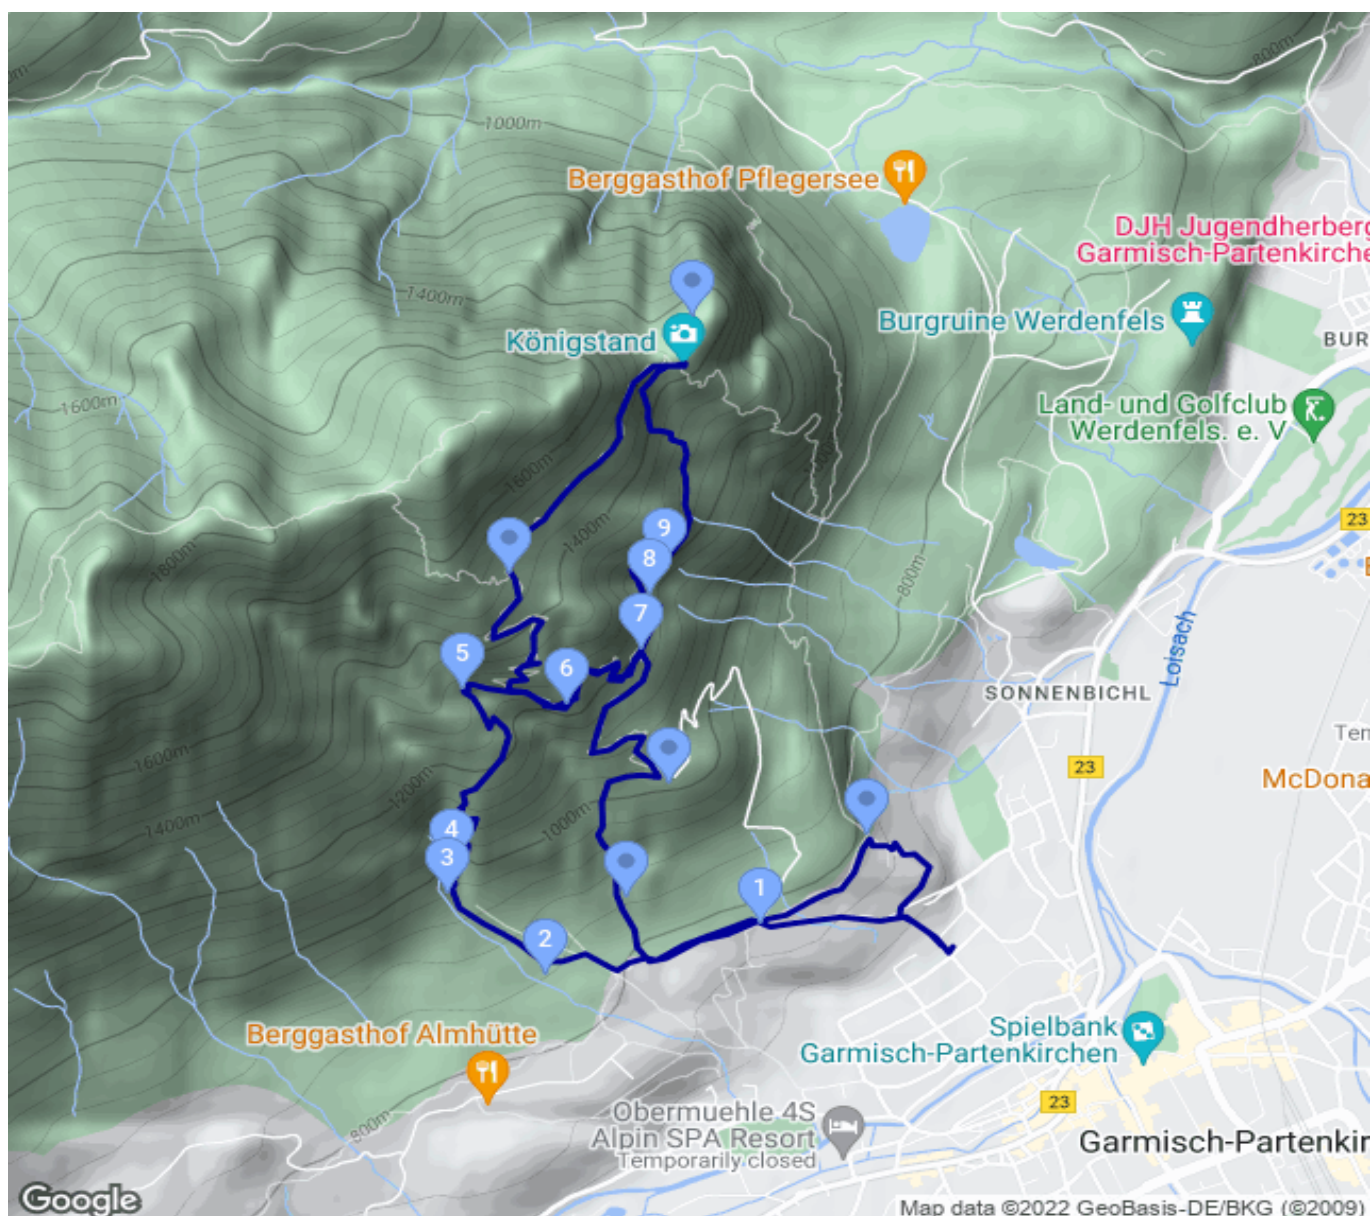 800m
1000m
Berggasthof Pflegersee
DJH Jugendherberg
Garmisch-Partenkirche
1400m
Burgruine Werdenfels
Königstand
BUR
1600m
Land- und Golfclub
Werdenfels. e. V
1600m
1000m
23
1400m
9
8
1800m
800m
7
5
6
Loisach
SONNENBICHL
1600m
Ten
23
McDona
1200m
1400m
1000m
4
3
1
2
Berggasthof Almhütte
Spielbank
Garmisch-Partenkirchen
23
Obermuehle 4S
Alpin SPA Resort
Temporarily closed
800m
Garmisch-Partenkir
Google
Map data ©2022 GeoBasis-DE/BKG (©2009)